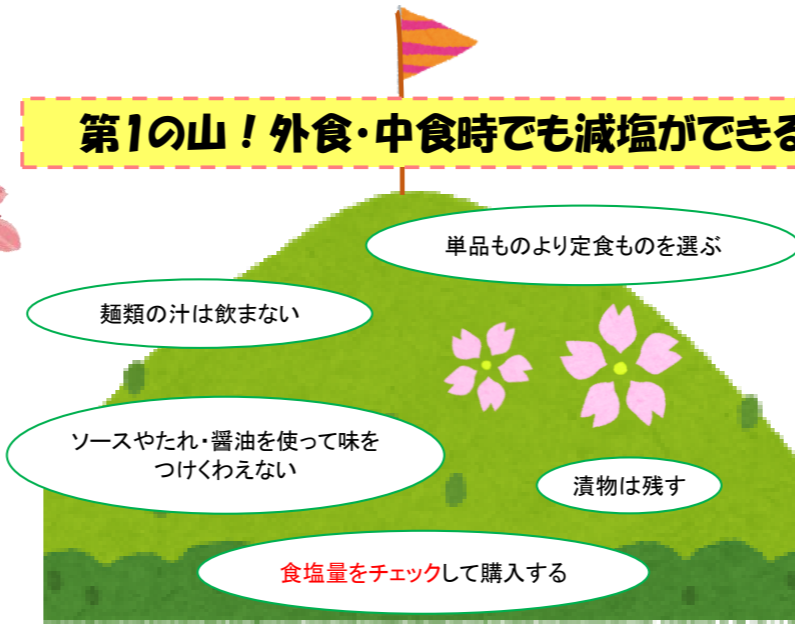 第1の山！外食・中食時でも減塩ができる
単品ものより定食ものを選ぶ
麺類の汁は飲まない
ソースやたれ・醤油を使って味を
つけくわえない
漬物は残す
食塩量をチェックして購入する